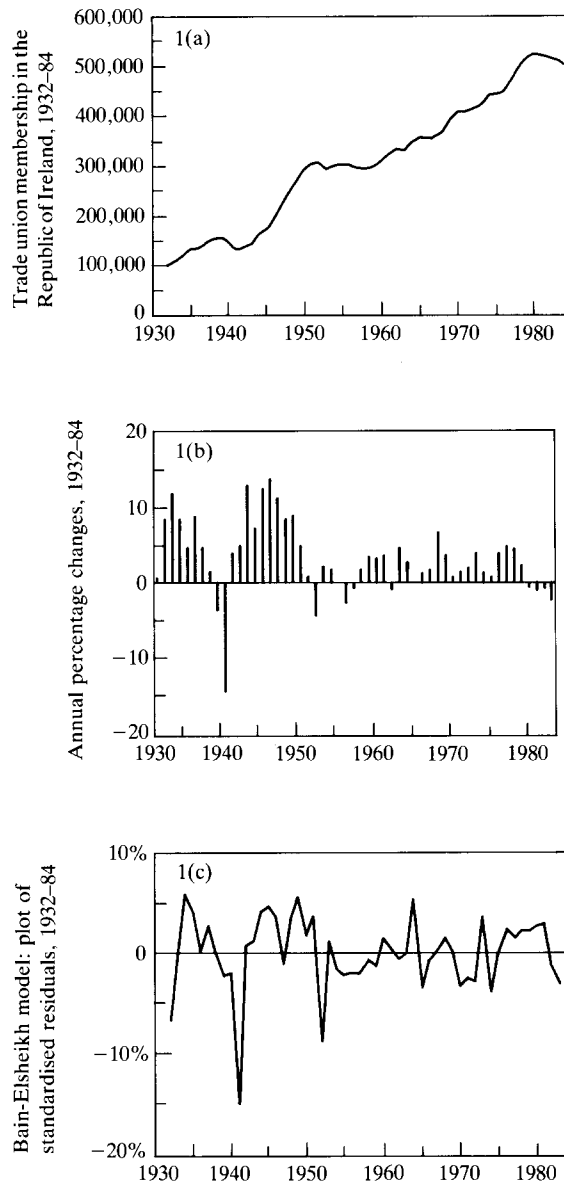 Trade union membership in the
Republic of Ireland, 1932–84
1(a)
600,000
500,000
400,000
300,000
200,000
100,000
0
1930 1940 1950 1960 1970 1980
Annual percentage changes, 1932–84
1(b)
20
10
0
−10
−20
1930 1940 1950 1960 1970 1980
Bain-Elsheikh model: plot of
standardised residuals, 1932–84
1(c)
10%
0
−10%
−20%
1930 1940 1950 1960 1970 1980